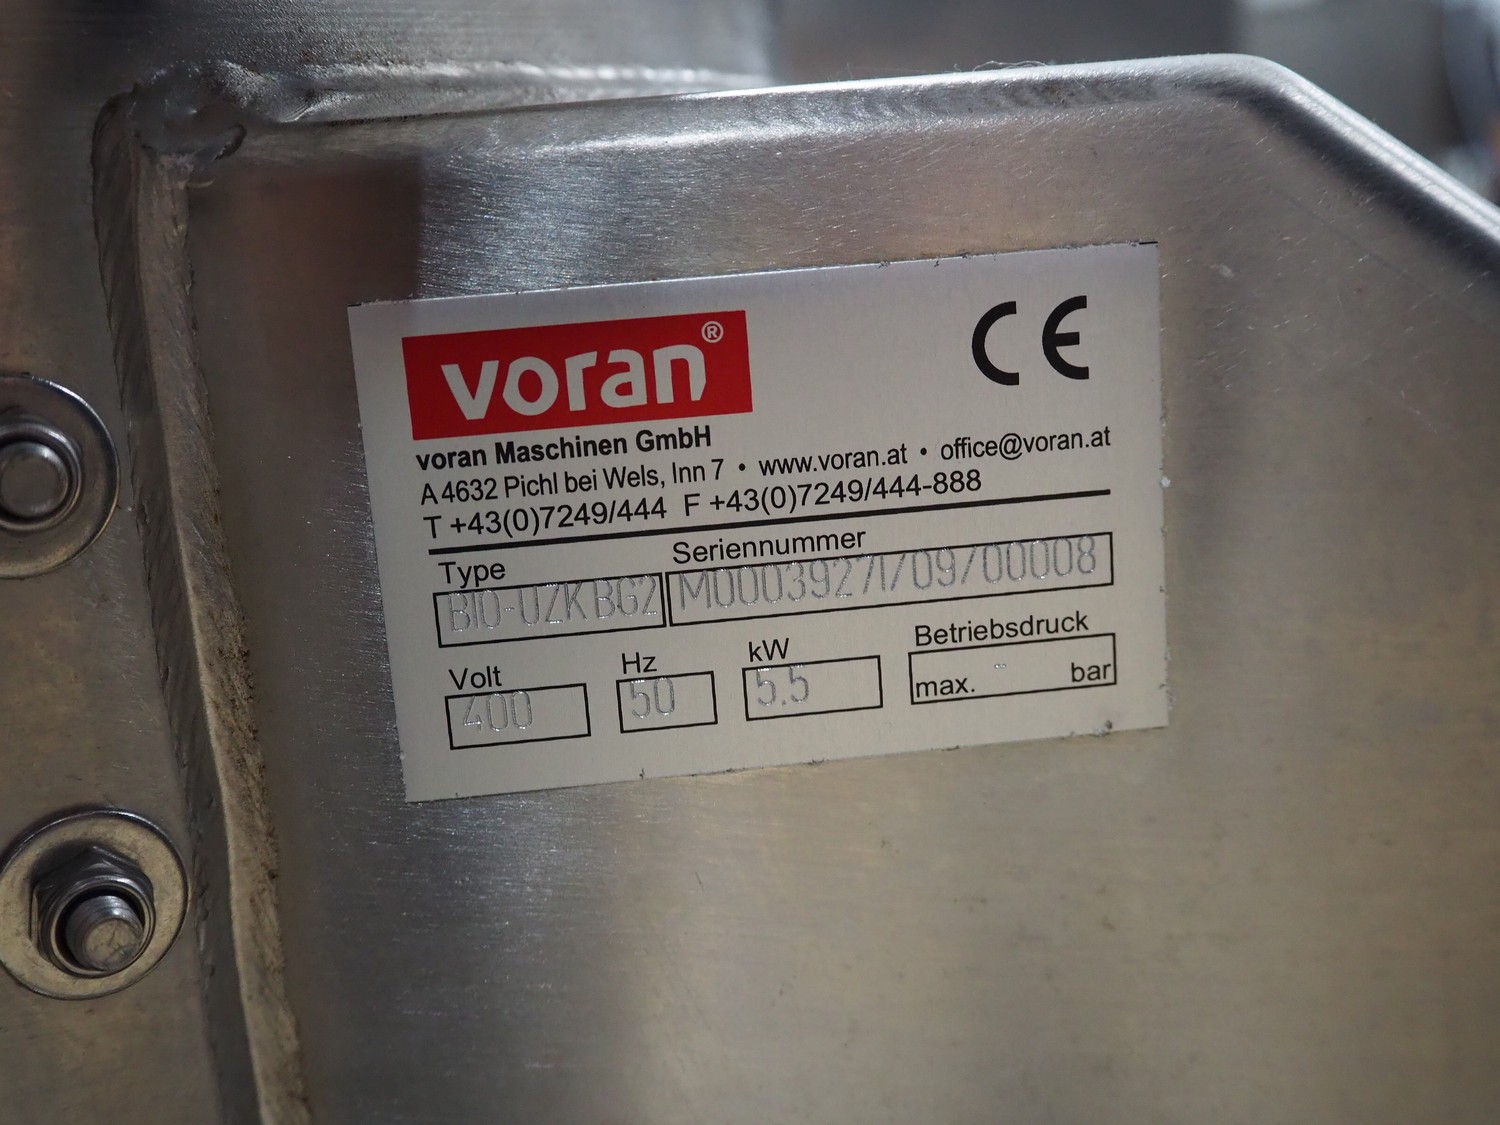 voran®
CE
voran Maschinen GmbH
A 4632 Pichl bei Wels, Inn 7 • www.voran.at • office@voran.at
T +43(0)7249/444 F +43(0)7249/444-888
Type Seriennummer
BIO-UZKBG2 M0003927/1/09/00008
Volt Hz kW Betriebsdruck
400 50 5.5 max. - bar